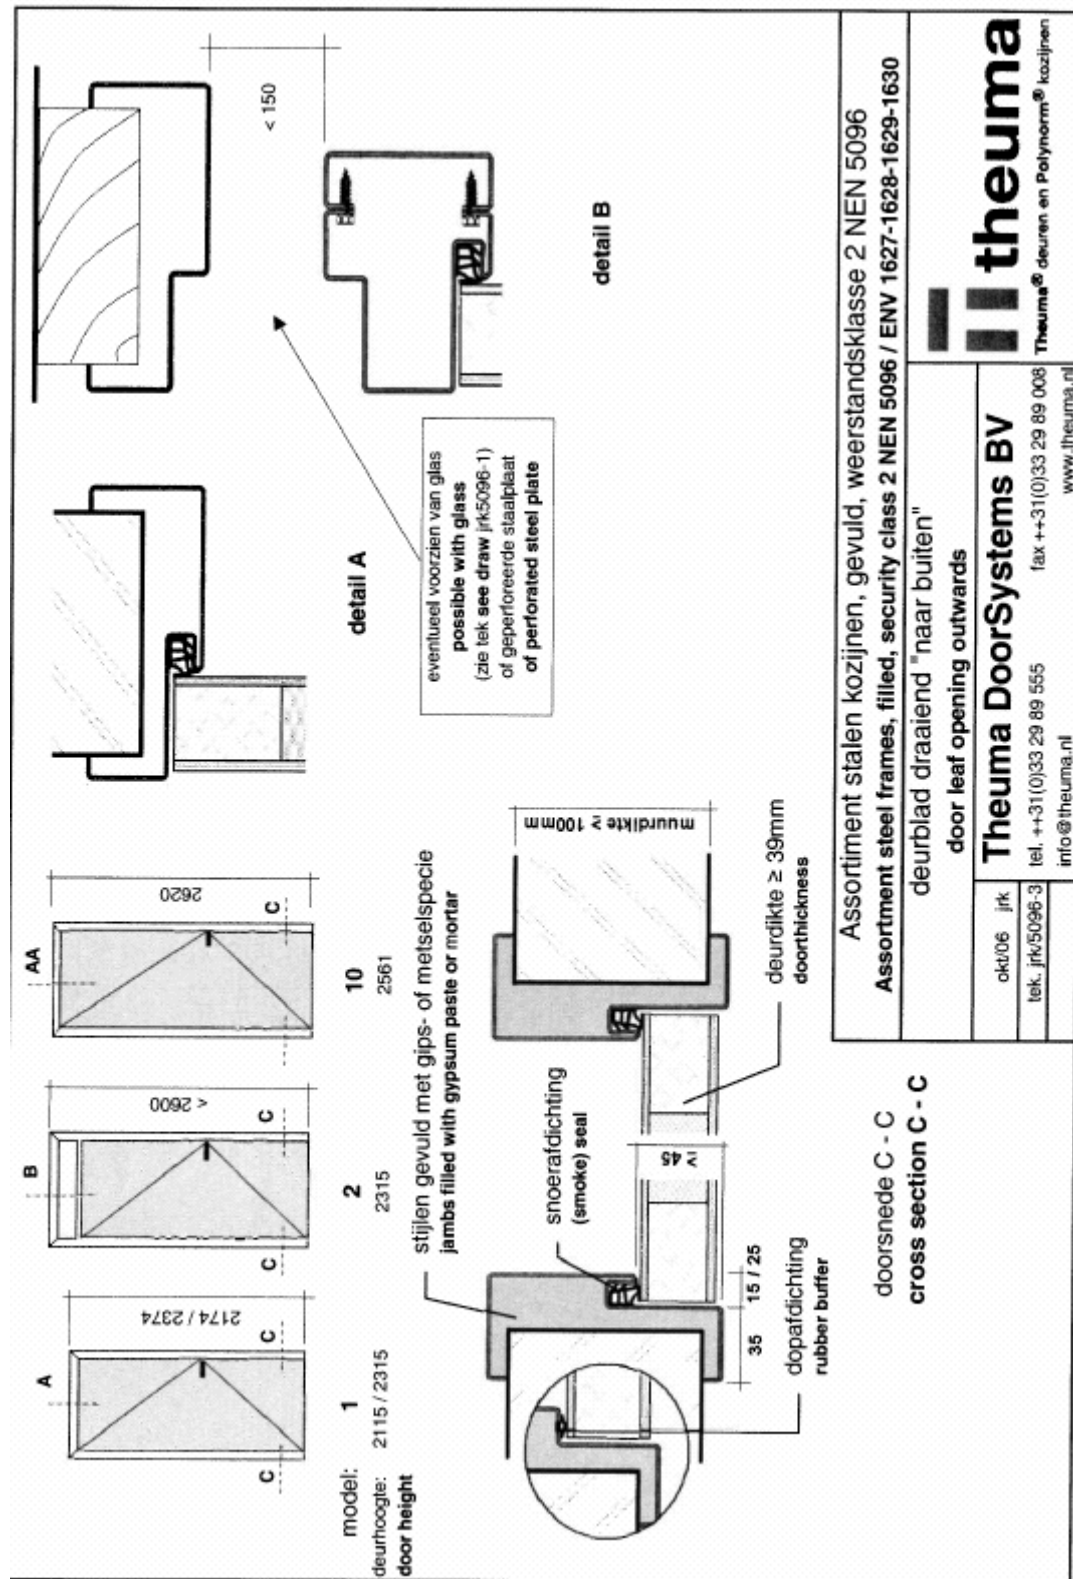 A
B
AA
2174 / 2374
< 2600
2620
C
C
C
C
C
C
model:
1
2
10
deurhoogte:
2115 / 2315
2315
2561
door height
detail A
< 150
detail B
eventueel voorzien van glas
possible with glass
(zie tek see draw jrk5096-1)
of geperforeerde staalplaat
of perforated steel plate
stijlen gevuld met gips- of metselspecie
jambs filled with gypsum paste or mortar
snoerafdichting
(smoke) seal
muurdikte ≥ 100mm
≥ 45
35
15 / 25
dopafdichting
rubber buffer
deurdikte ≥ 39mm
doorthickness
doorsnede C - C
cross section C - C
Assortiment stalen kozijnen, gevuld, weerstandsklasse 2 NEN 5096
Assortment steel frames, filled, security class 2 NEN 5096 / ENV 1627-1628-1629-1630
deurblad draaiend "naar buiten"
door leaf opening outwards
okt/06 jrk
tek. jrk/5096-3
Theuma DoorSystems BV
tel. ++31(0)33 29 89 555
fax ++31(0)33 29 89 008
info@theuma.nl
www.theuma.nl
theuma
Theuma® deuren en Polynorm® kozijnen